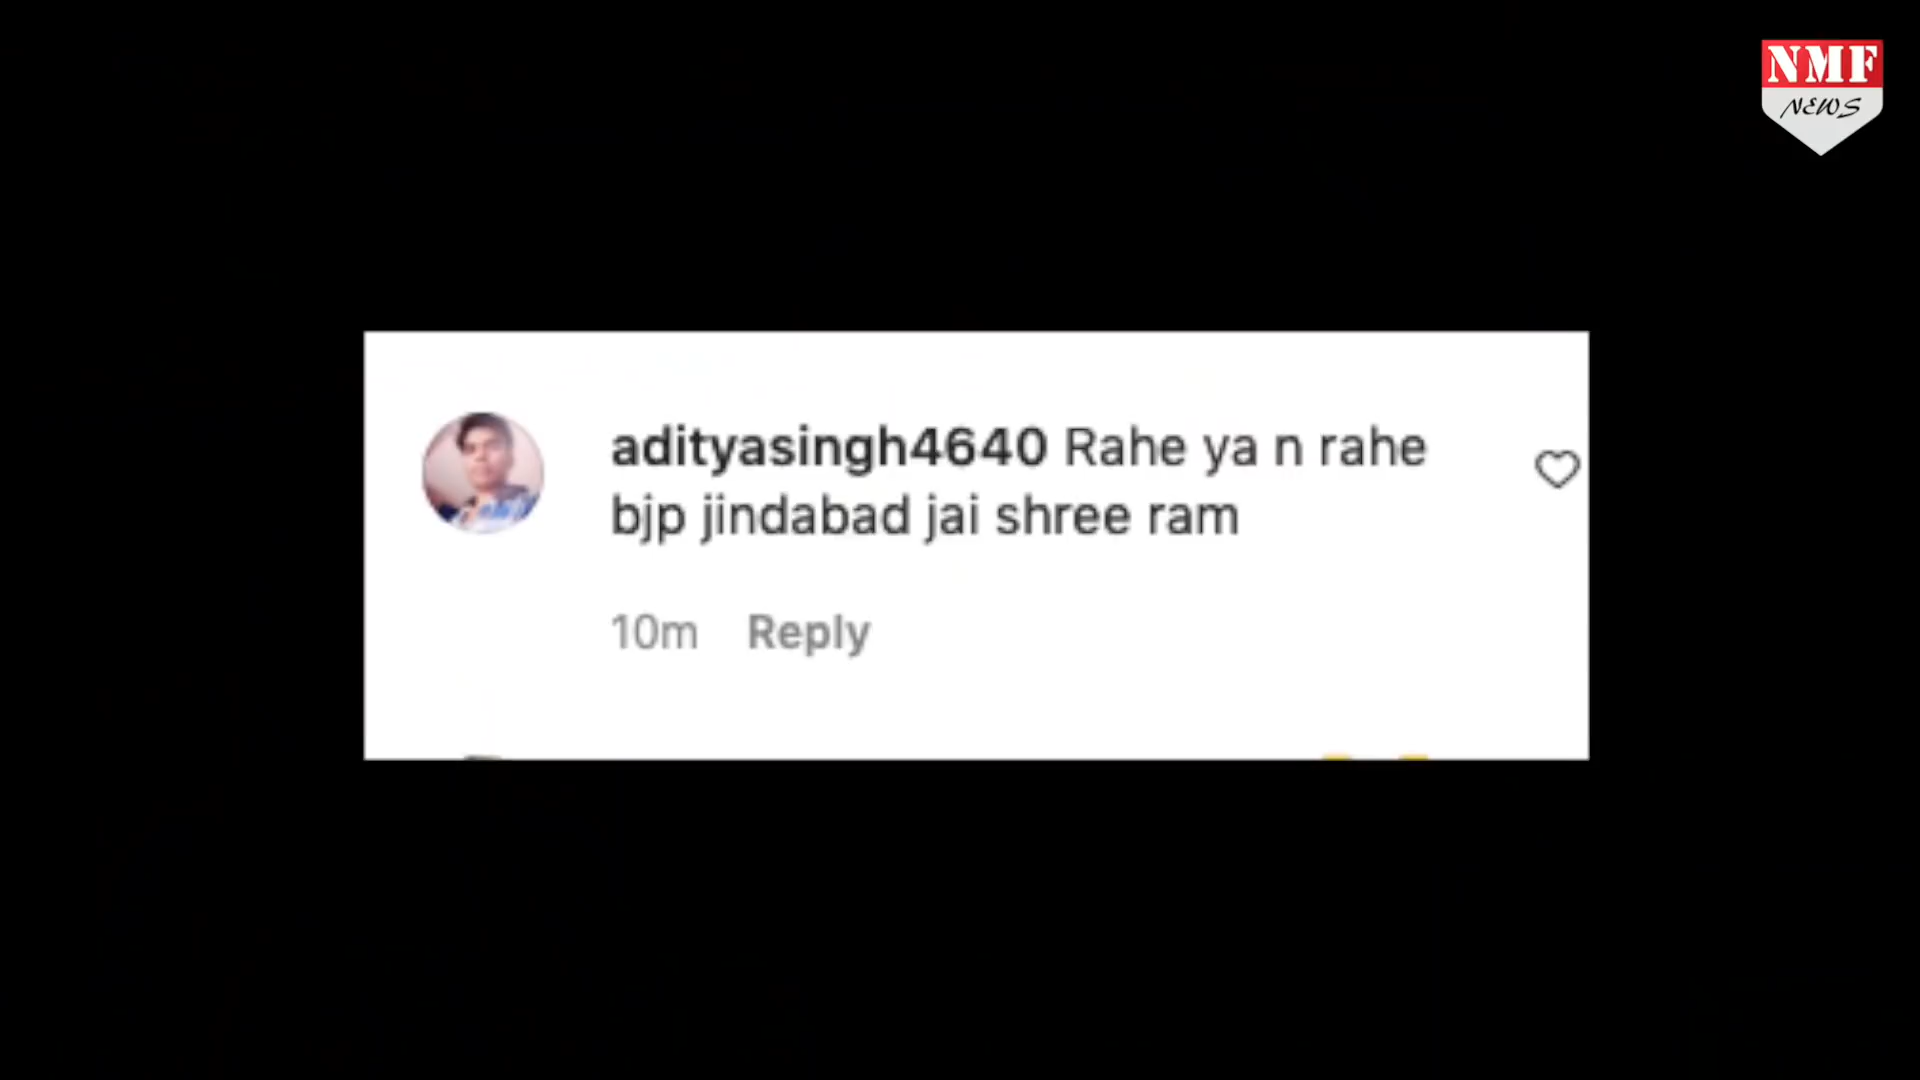 NMF
NEWS
adityasingh4640 Rahe ya n rahe
bjp jindabad jai shree ram
10m Reply